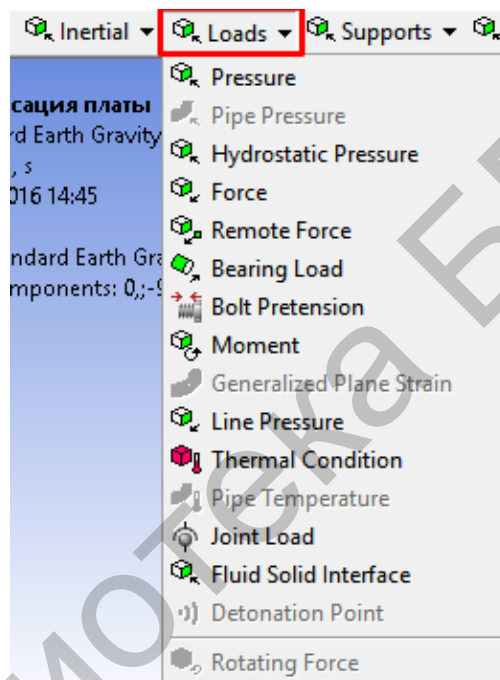 Inertial Loads Supports
сация платы
rd Earth Gravity
, s
016 14:45
ndard Earth Gra
mponents: 0,;-9
Pressure
Pipe Pressure
Hydrostatic Pressure
Force
Remote Force
Bearing Load
Bolt Pretension
Moment
Generalized Plane Strain
Line Pressure
Thermal Condition
Pipe Temperature
Joint Load
Fluid Solid Interface
Detonation Point
Rotating Force